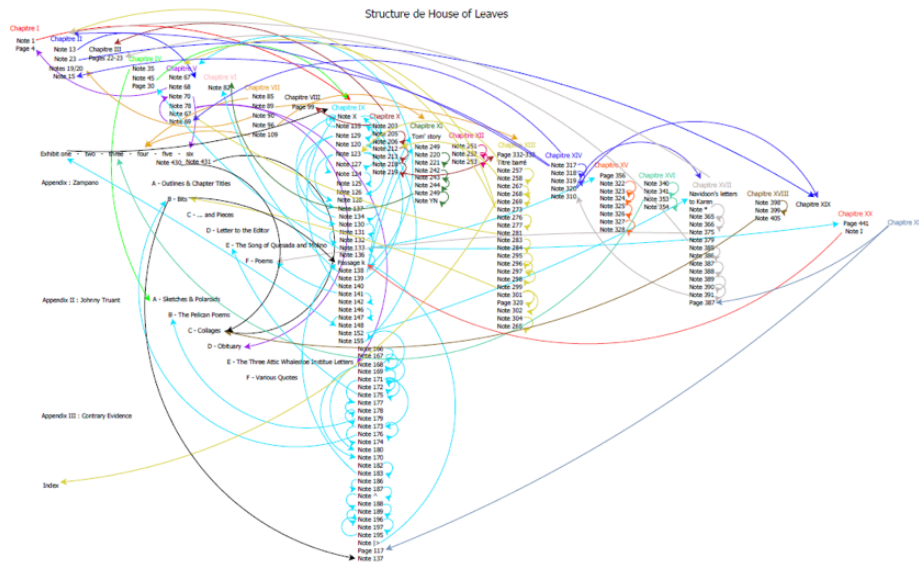 Structure de House of Leaves
Chapitre I
Note 1
Page 4
Chapitre II
Note 13
Note 23
Notes 19/20
Note 15
Chapitre III
Pages 22-23
Chapitre IV
Note 35
Note 45
Page 30
Chapitre V
Note 67
Note 68
Note 70
Note 78
Note 67
Note 69
Chapitre VI
Note 82
Chapitre VII
Note 85
Note 89
Note 90
Note 96
Note 109
Chapitre VIII
Page 99
Chapitre IX
Note X
Note 139
Note 129
Note 120
Note 123
Note 127
Note 124
Note 125
Note 126
Note 137
Note 134
Note 130
Note 131
Note 132
Note 133
Note 136
Passage k
Note 138
Note 139
Note 140
Note 141
Note 142
Note 146
Note 147
Note 148
Note 152
Note 155
Note 166
Note 167
Note 168
Note 169
Note 171
Note 172
Note 175
Note 177
Note 178
Note 179
Note 173
Note 176
Note 174
Note 180
Note 170
Note 182
Note 183
Note 186
Note 187
Note ^
Note 188
Note 189
Note 196
Note 197
Note 195
Note |>
Page 117
Note 137
Chapitre X
Note 203
Note 205
Note 206
Note 212
Note 213
Note 218
Note 219
Chapitre XI
Tom' story
Note 249
Note 220
Note 221
Note 242
Note 243
Note 244
Note 249
Note YN
Chapitre XII
Note 251
Note 252
Note 253
Chapitre XIII
Page 332-333
Titre barré
Note 257
Note 258
Note 267
Note 268
Note 269
Note 273
Note 276
Note 277
Note 281
Note 283
Note 284
Note 295
Note 296
Note 297
Note 298
Note 299
Note 301
Page 320
Note 302
Note 304
Note 269
Chapitre XIV
Note 317
Note 318
Note 319
Note 320
Note 310
Chapitre XV
Page 356
Note 322
Note 323
Note 324
Note 325
Note 326
Note 327
Note 328
Chapitre XVI
Note 340
Note 341
Note 353
Note 354
Chapitre XVII
Navidson's letters
to Karen
Note *
Note 365
Note 366
Note 375
Note 379
Note 385
Note 386
Note 387
Note 388
Note 389
Note 390
Note 391
Page 387
Chapitre XVIII
Note 398
Note 399
Note 405
Chapitre XIX
Chapitre XX
Page 441
Note 1
Exhibit one - two - three - four - five - six
Note 430, Note 431
Appendix : Zampano
A - Outlines & Chapter Titles
B - Bits
C - ... and Pieces
D - Letter to the Editor
E - The Song of Quesada and Molino
F - Poems
Appendix II : Johnny Truant
A - Sketches & Polaroids
B - The Pelican Poems
C - Collages
D - Obituary
E - The Three Attic Whalestoe Institue Letters
F - Various Quotes
Appendix III : Contrary Evidence
Index